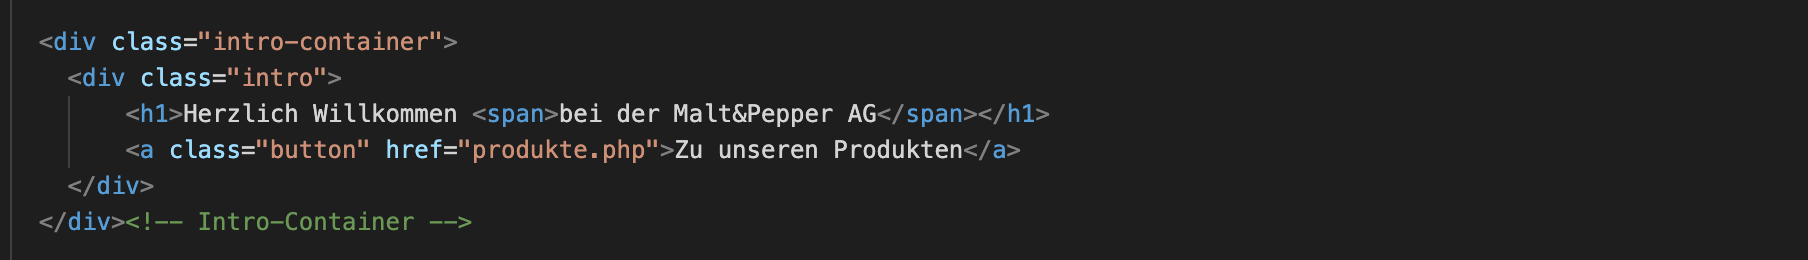 <div class="intro-container">
<div class="intro">
<h1>Herzlich Willkommen <span>bei der Malt&Pepper AG</span></h1>
<a class="button" href="produkte.php">Zu unseren Produkten</a>
</div>
</div><!-- Intro-Container -->